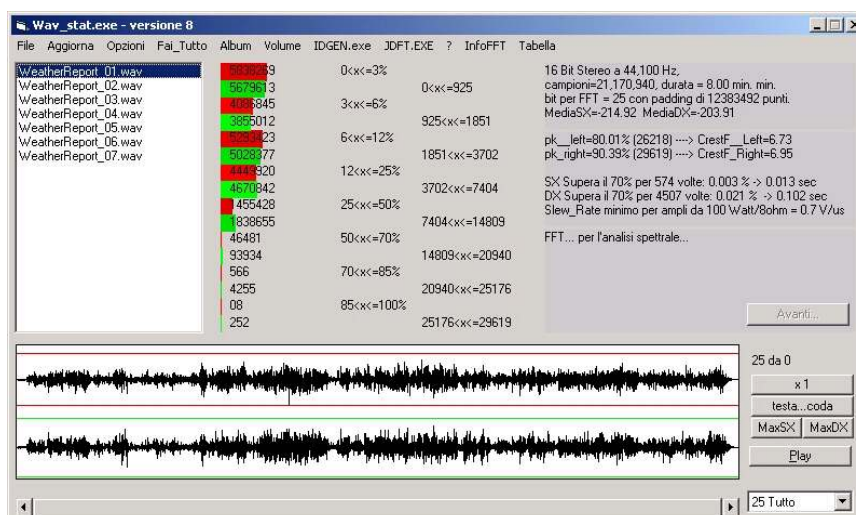 Wav_stat.exe - versione 8
File Aggiorna Opzioni Fai_Tutto Album Volume IDGEN.exe JDFT.EXE ? InfoFFT Tabella
WeatherReport_01.wav
WeatherReport_02.wav
WeatherReport_03.wav
WeatherReport_04.wav
WeatherReport_05.wav
WeatherReport_06.wav
WeatherReport_07.wav
5838269 0<x<=3%
5679613 0<x<=925
4086845 3<x<=6%
3855012 925<x<=1851
5293423 6<x<=12%
5028377 1851<x<=3702
4449920 12<x<=25%
4670842 3702<x<=7404
1455428 25<x<=50%
1838655 7404<x<=14809
46481 50<x<=70%
93934 14809<x<=20940
566 70<x<=85%
4255 20940<x<=25176
08 85<x<=100%
252 25176<x<=29619
16 Bit Stereo a 44,100 Hz,
campioni=21,170,940, durata = 8.00 min. min.
bit per FFT = 25 con padding di 12383492 punti.
MediaSX=-214.92 MediaDX=-203.91
pk__left=80.01% (26218) ----> CrestF__Left=6.73
pk_right=90.39% (29619) ----> CrestF_Right=6.95
SX Supera il 70% per 574 volte: 0.003 % -> 0.013 sec
DX Supera il 70% per 4507 volte: 0.021 % -> 0.102 sec
Slew_Rate minimo per ampli da 100 Watt/8ohm = 0.7 V/us
FFT... per l'analisi spettrale...
Avanti...
25 da 0
x 1
testa...coda
MaxSX MaxDX
Play
25 Tutto